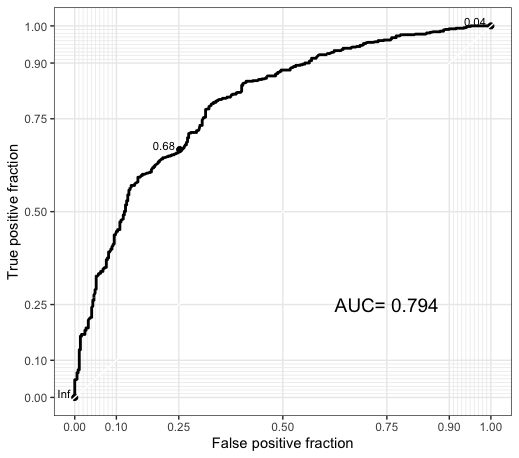 1.00
0.90
0.75
0.50
0.25
0.10
0.00
True positive fraction
0.04
0.68
Inf
AUC= 0.794
0.00 0.10 0.25 0.50 0.75 0.90 1.00
False positive fraction